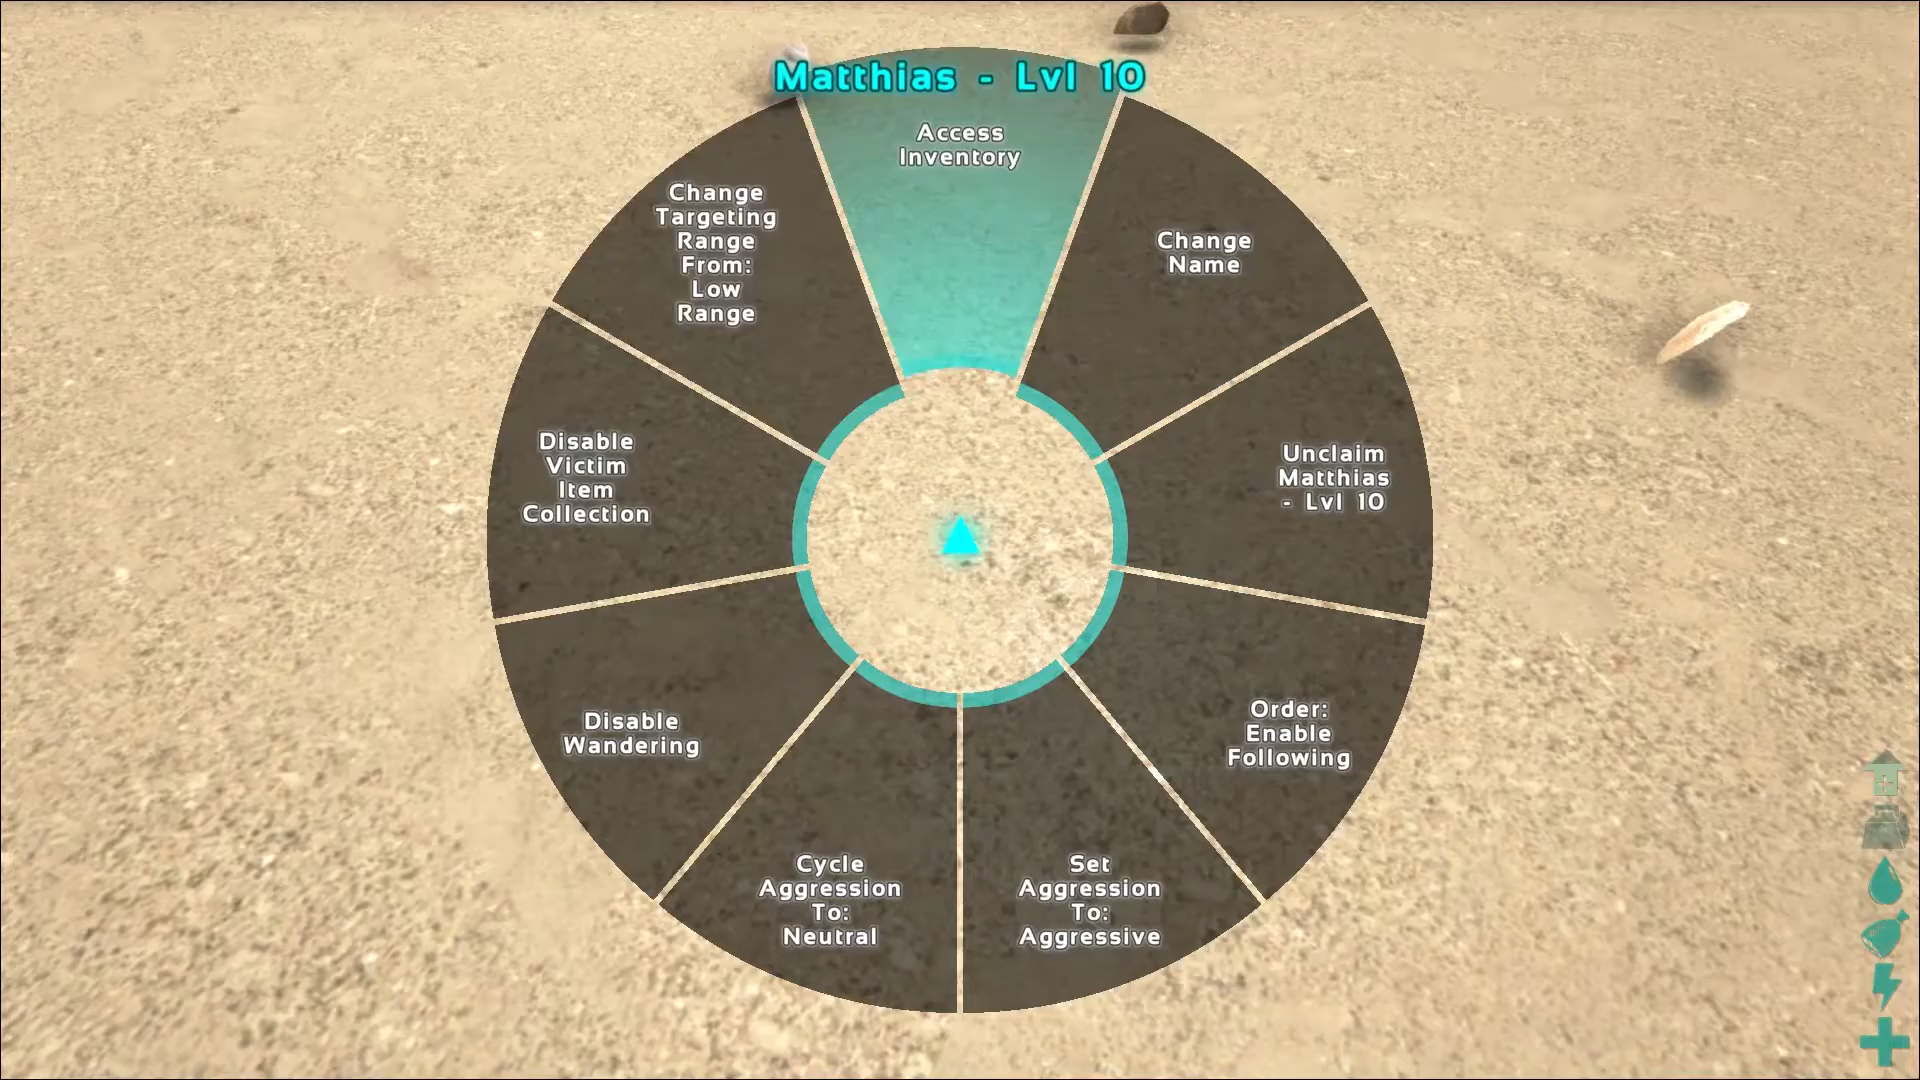 Matthias - Lvl 10
Access
Inventory
Change
Name
Unclaim
Matthias
- Lvl 10
Order:
Enable
Following
Set
Aggression
To:
Aggressive
Cycle
Aggression
To:
Neutral
Disable
Wandering
Disable
Victim
Item
Collection
Change
Targeting
Range
From:
Low
Range